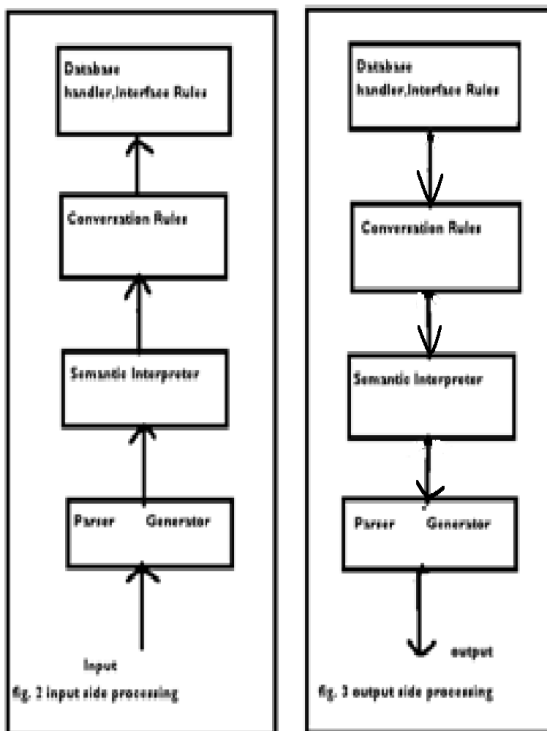 Database
handler,Interface Rules
Conversation Rules
Semantic Interpreter
Parser Generator
Input
fig. 2 input side processing
Database
handler,Interface Rules
Conversation Rules
Semantic Interpreter
Parser Generator
output
fig. 3 output side processing